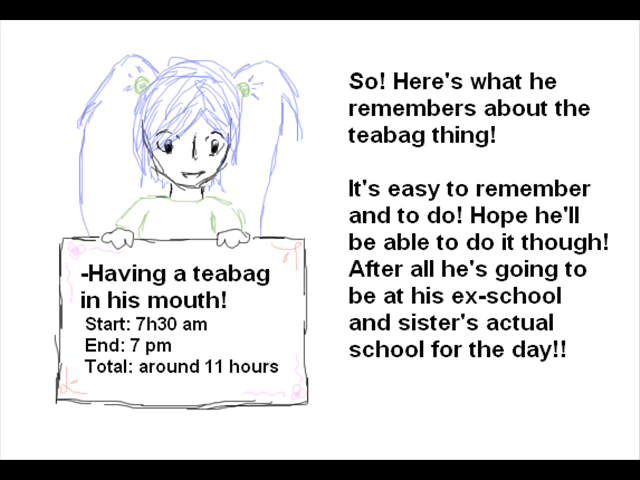 So! Here's what he
remembers about the
teabag thing!
It's easy to remember
and to do! Hope he'll
be able to do it though!
After all he's going to
be at his ex-school
and sister's actual
school for the day!!
-Having a teabag
in his mouth!
Start: 7h30 am
End: 7 pm
Total: around 11 hours